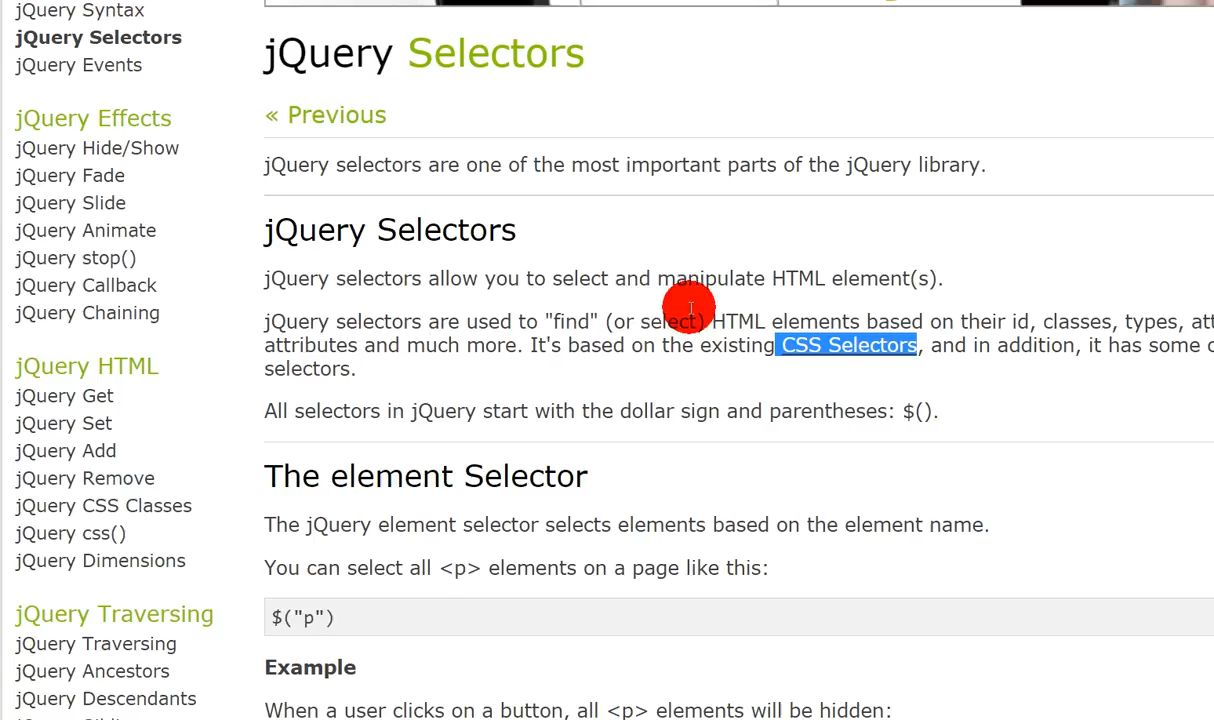 jQuery Syntax
jQuery Selectors
jQuery Events
jQuery Effects
jQuery Hide/Show
jQuery Fade
jQuery Slide
jQuery Animate
jQuery stop()
jQuery Callback
jQuery Chaining
jQuery HTML
jQuery Get
jQuery Set
jQuery Add
jQuery Remove
jQuery CSS Classes
jQuery css()
jQuery Dimensions
jQuery Traversing
jQuery Traversing
jQuery Ancestors
jQuery Descendants
jQuery Selectors
« Previous
jQuery selectors are one of the most important parts of the jQuery library.
jQuery Selectors
jQuery selectors allow you to select and manipulate HTML element(s).
jQuery selectors are used to "find" (or select) HTML elements based on their id, classes, types,
attributes and much more. It's based on the existing CSS Selectors, and in addition, it has some
selectors.
All selectors in jQuery start with the dollar sign and parentheses: $().
The element Selector
The jQuery element selector selects elements based on the element name.
You can select all <p> elements on a page like this:
$("p")
Example
When a user clicks on a button, all <p> elements will be hidden: